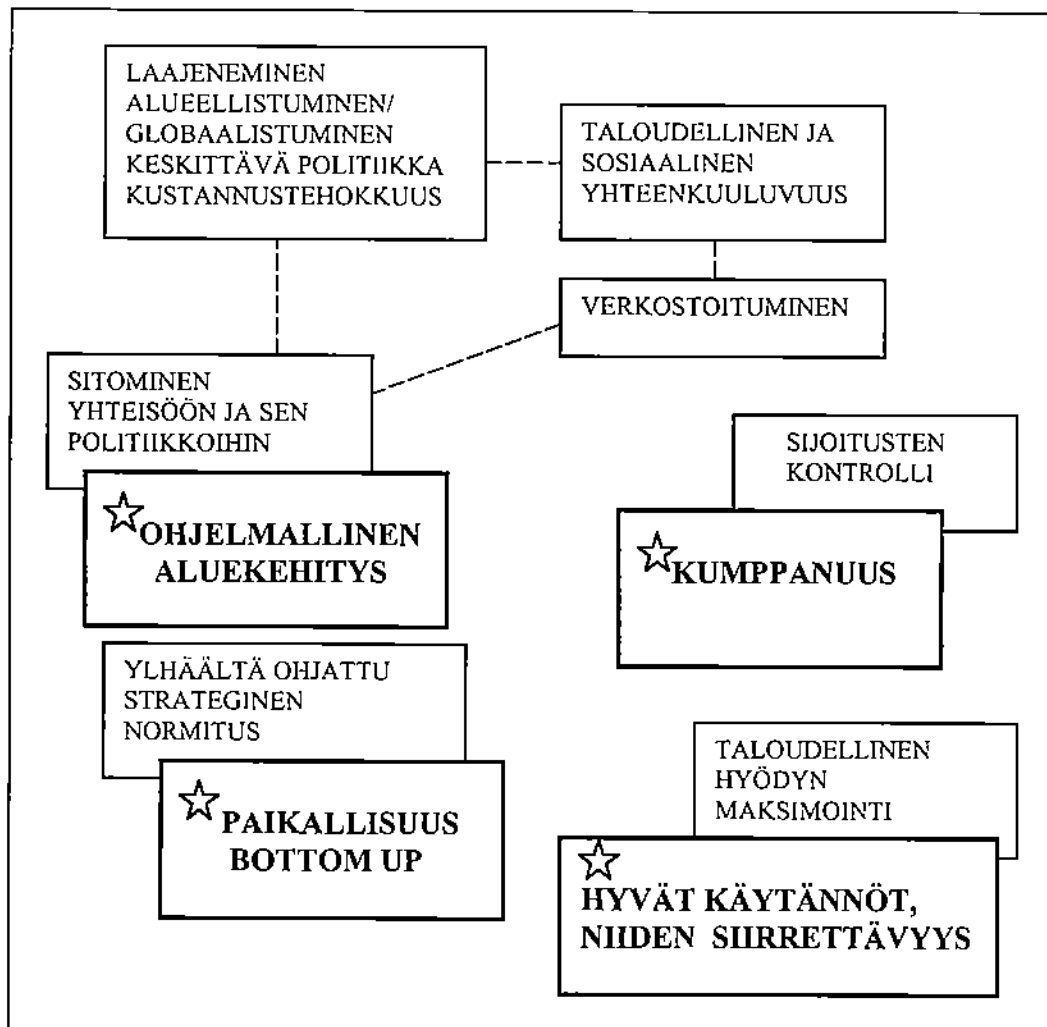 LAAJENEMINEN
ALUEELLISTUMINEN/
GLOBAALISTUMINEN
KESKITTÄVÄ POLITIIKKA
KUSTANNUSTEHOKKUUS
TALOUDELLINEN JA
SOSIAALINEN
YHTEENKUULUVUUS
VERKOSTOITUMINEN
SITOMINEN
YHTEISÖÖN JA SEN
POLITIIKKOIHIN
SIJOITUSTEN
KONTROLLI
OHJELMALLINEN
ALUEKEHITYS
KUMPPANUUS
YLHÄÄLTÄ OHJATTU
STRATEGINEN
NORMITUS
TALOUDELLINEN
HYÖDYN
MAKSIMOINTI
PAIKALLISUUS
BOTTOM UP
HYVÄT KÄYTÄNNÖT,
NIIDEN SIIRRETTÄVYYS